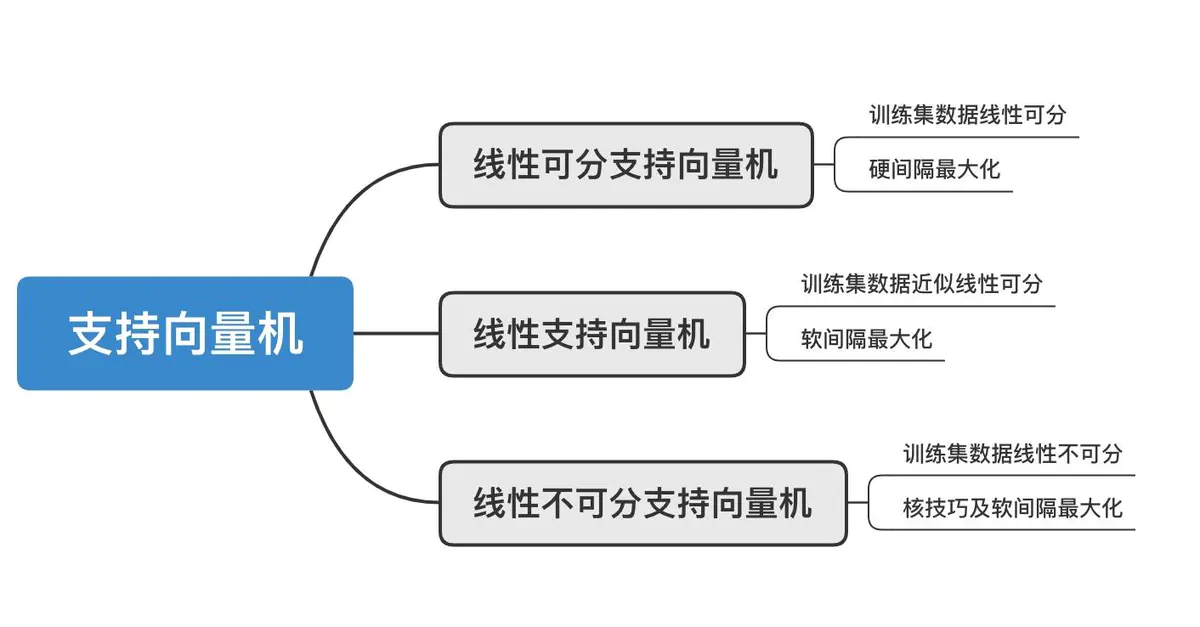 支持向量机
线性可分支持向量机
训练集数据线性可分
硬间隔最大化
线性支持向量机
训练集数据近似线性可分
软间隔最大化
线性不可分支持向量机
训练集数据线性不可分
核技巧及软间隔最大化